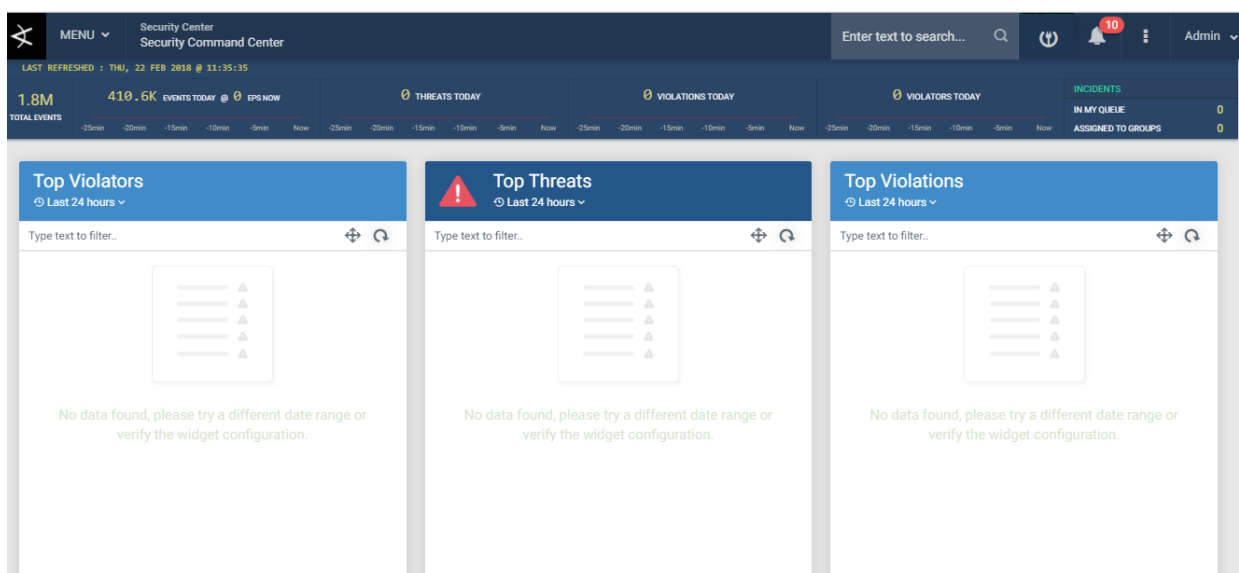 MENU
Security Center
Security Command Center
Enter text to search...
10
Admin
LAST REFRESHED : THU, 22 FEB 2018 @ 11:35:35
1.8M
TOTAL EVENTS
410.6K EVENTS TODAY @ 0 EPS NOW
-25min -20min -15min -10min -5min Now
0 THREATS TODAY
-25min -20min -15min -10min -5min Now
0 VIOLATIONS TODAY
-25min -20min -15min -10min -5min Now
0 VIOLATORS TODAY
-25min -20min -15min -10min -5min Now
INCIDENTS
IN MY QUEUE 0
ASSIGNED TO GROUPS 0
Top Violators
Last 24 hours
Type text to filter..
No data found, please try a different date range or
verify the widget configuration.
Top Threats
Last 24 hours
Type text to filter..
No data found, please try a different date range or
verify the widget configuration.
Top Violations
Last 24 hours
Type text to filter..
No data found, please try a different date range or
verify the widget configuration.